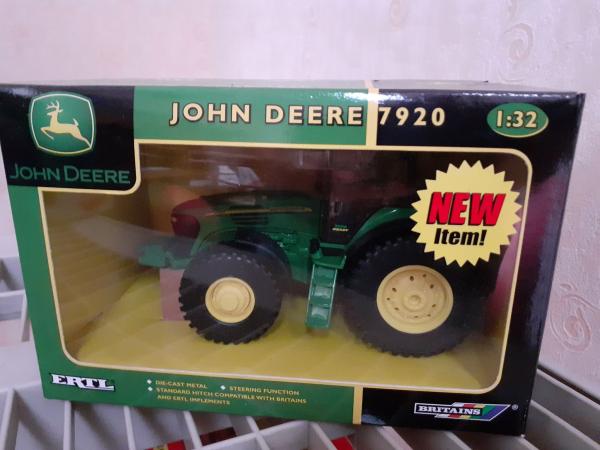 JOHN DEERE 7920
1:32
JOHN DEERE
NEW
Item!
ERTL
DIE-CAST METAL
STEERING FUNCTION
STANDARD HITCH COMPATIBLE WITH BRITAINS
AND ERTL IMPLEMENTS
BRITAINS